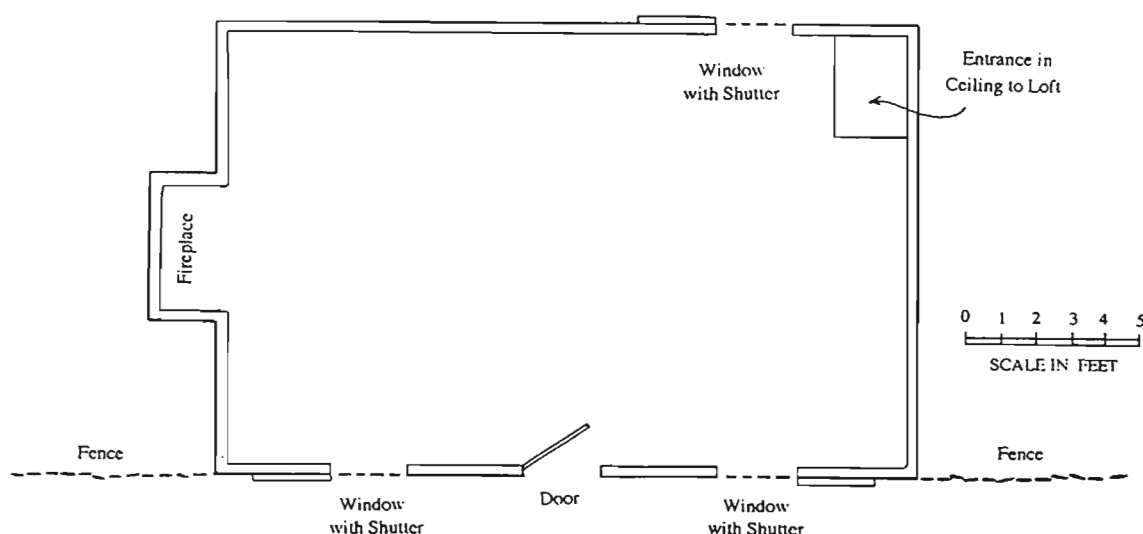 Window
with Shutter
Entrance in
Ceiling to Loft
Fireplace
0 1 2 3 4 5
SCALE IN FEET
Fence
Fence
Window
with Shutter
Door
Window
with Shutter